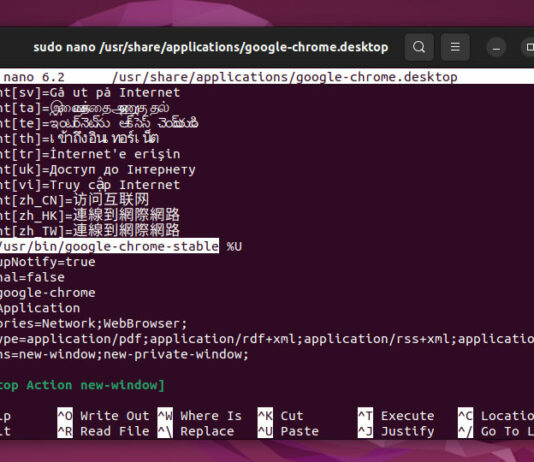 sudo nano /usr/share/applications/google-chrome.desktop
nano 6.2 /usr/share/applications/google-chrome.desktop
nt[sv]=Gå ut på Internet
nt[ta]=
nt[te]=
nt[th]=เข้าถึงอินเทอร์เน็ต
nt[tr]=İnternet'e erişin
nt[uk]=Доступ до Інтернету
nt[vi]=Truy cập Internet
nt[zh_CN]=访问互联网
nt[zh_HK]=連線到網際網路
nt[zh_TW]=連線到網際網路
/usr/bin/google-chrome-stable %U
upNotify=true
nal=false
google-chrome
Application
ories=Network;WebBrowser;
ype=application/pdf;application/rdf+xml;application/rss+xml;applicatio
ns=new-window;new-private-window;
top Action new-window]
lp ^O Write Out ^W Where Is ^K Cut ^T Execute ^C Locatio
it ^R Read File ^\ Replace ^U Paste ^J Justify ^/ Go To L